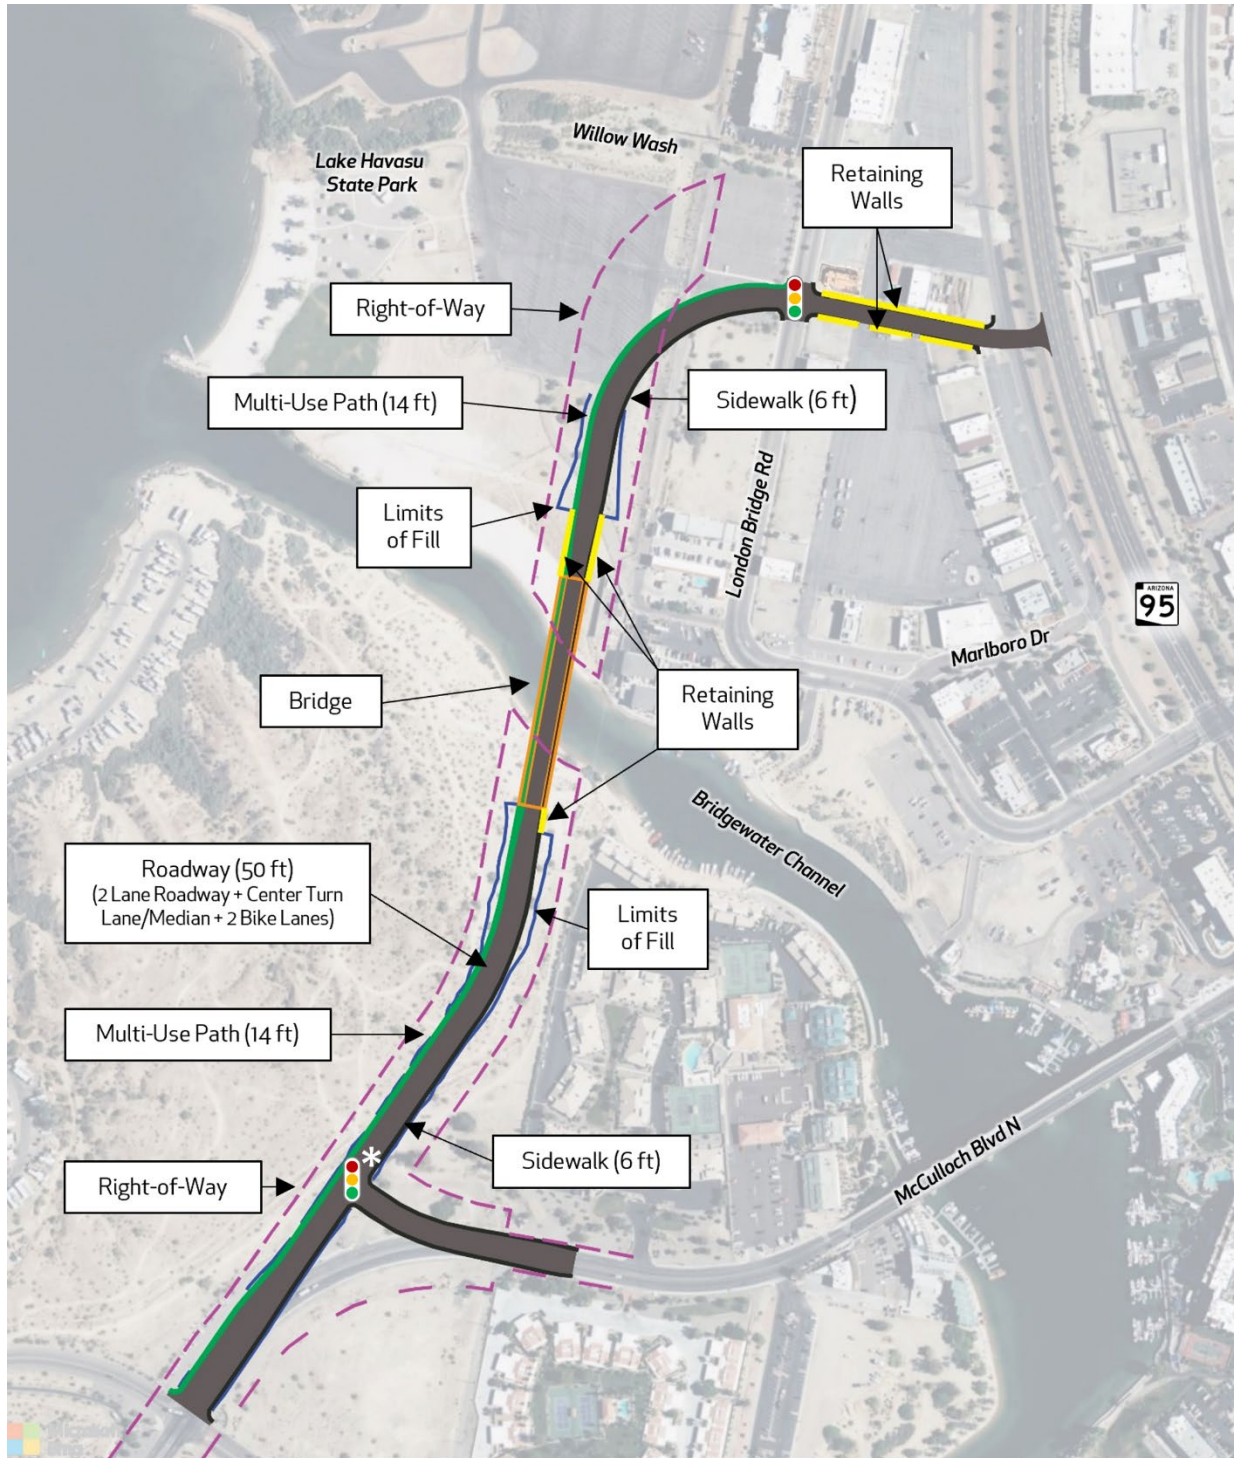 Willow Wash
Lake Havasu
State Park
Retaining
Walls
Right-of-Way
Multi-Use Path (14 ft)
Sidewalk (6 ft)
London Bridge Rd
Limits
of Fill
ARIZONA
95
Marlboro Dr
Bridge
Retaining
Walls
Bridgewater Channel
Roadway (50 ft)
(2 Lane Roadway + Center Turn
Lane/Median + 2 Bike Lanes)
Limits
of Fill
Multi-Use Path (14 ft)
*
Sidewalk (6 ft)
McCulloch Blvd N
Right-of-Way